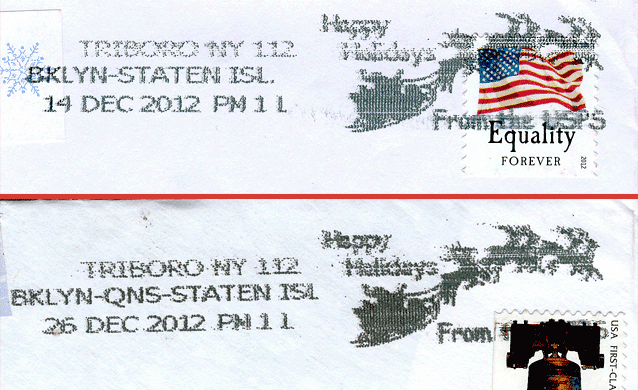 Happy
Holidays
TRIBORO NY 112
BKLYN-STATEN ISL.
14 DEC 2012 PM 1 L
From the USPS
Equality
FOREVER
2012
Happy
Holidays
TRIBORO NY 112
BKLYN-QNS-STATEN ISL
26 DEC 2012 PM 1 L
From
USA FIRST-CLA